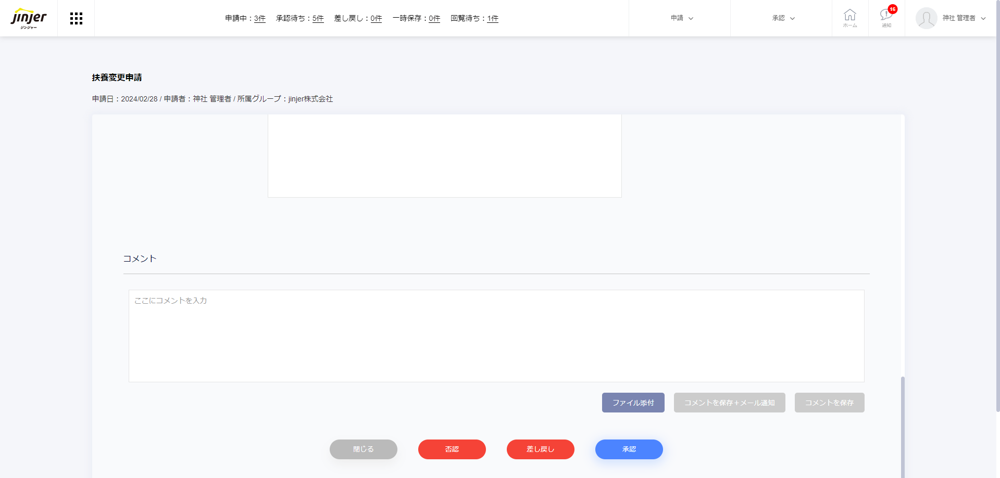 jinjer
ジンジャー
申請中：3件 承認待ち：5件 差し戻し：0件 一時保存：0件 回覧待ち：1件
申請
承認
ホーム
16
通知
神社 管理者
扶養変更申請
申請日：2024/02/28 / 申請者：神社 管理者 / 所属グループ：jinjer株式会社
コメント
ここにコメントを入力
ファイル添付
コメントを保存＋メール通知
コメントを保存
閉じる
否認
差し戻し
承認